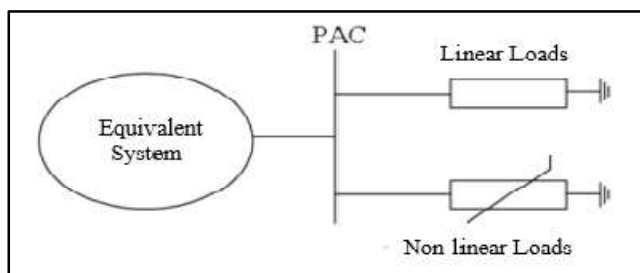 PAC
Linear Loads
Equivalent
System
Non linear Loads